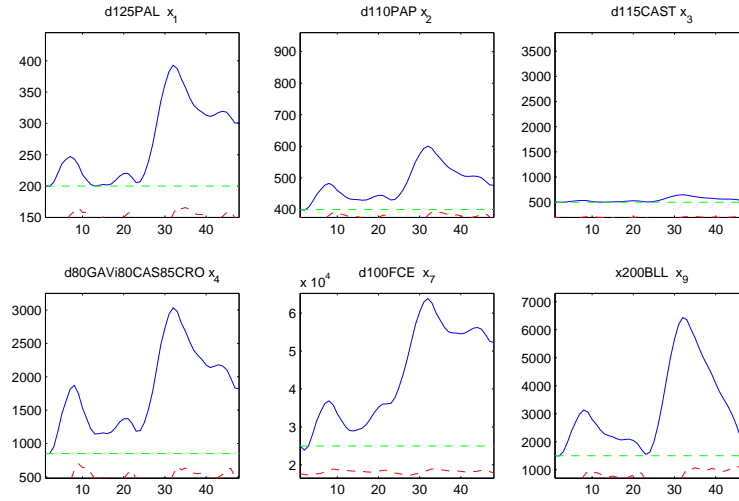 d125PAL x1
d110PAP x2
d115CAST x3
400
350
300
250
200
150
10 20 30 40
900
800
700
600
500
400
10 20 30 40
3500
3000
2500
2000
1500
1000
500
10 20 30 40
d80GAVi80CAS85CRO x4
d100FCE x7
x200BLL x9
3000
2500
2000
1500
1000
500
10 20 30 40
x 10^4
6
5
4
3
2
10 20 30 40
7000
6000
5000
4000
3000
2000
1000
10 20 30 40